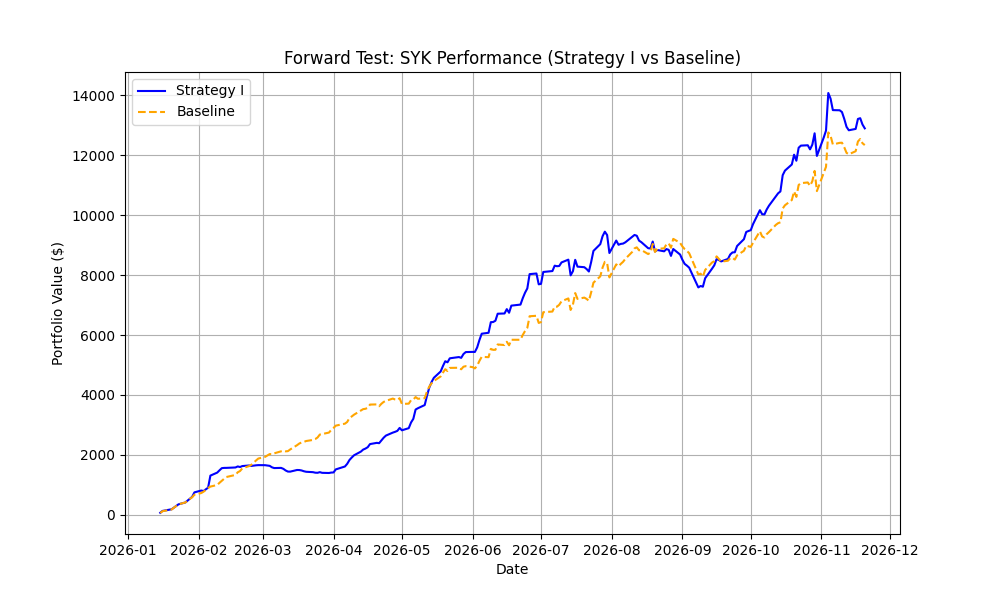 Forward Test: SYK Performance (Strategy I vs Baseline)
Strategy I
Baseline
Portfolio Value ($)
14000
12000
10000
8000
6000
4000
2000
0
2026-01 2026-02 2026-03 2026-04 2026-05 2026-06 2026-07 2026-08 2026-09 2026-10 2026-11 2026-12
Date